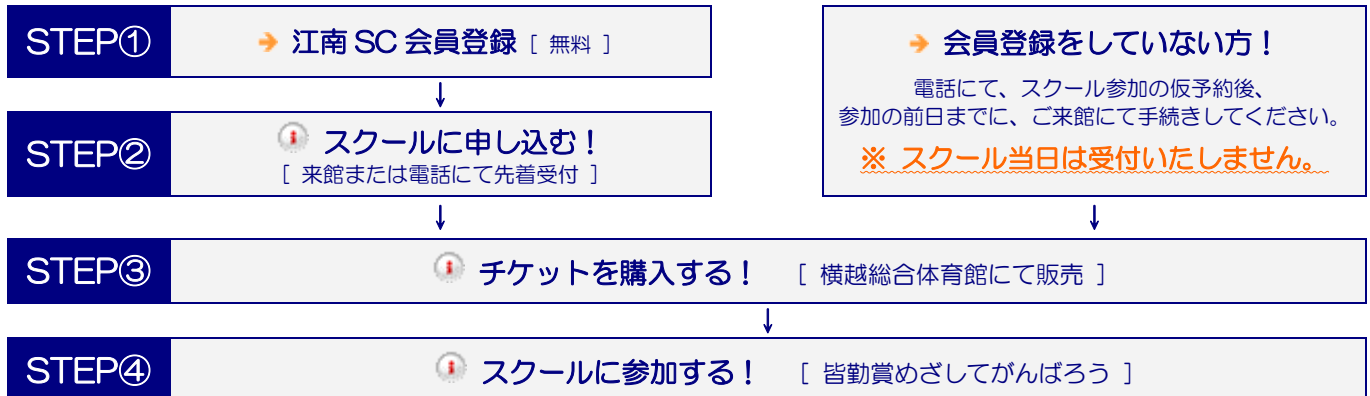 STEP① 江南 SC 会員登録 [ 無料 ]
STEP② スクールに申し込む！
[ 来館または電話にて先着受付 ]
会員登録をしていない方！
電話にて、スクール参加の仮予約後、
参加の前日までに、ご来館にて手続きしてください。
※ スクール当日は受付いたしません。
STEP③ チケットを購入する！ [ 横越総合体育館にて販売 ]
STEP④ スクールに参加する！ [ 皆勤賞めざしてがんばろう ]